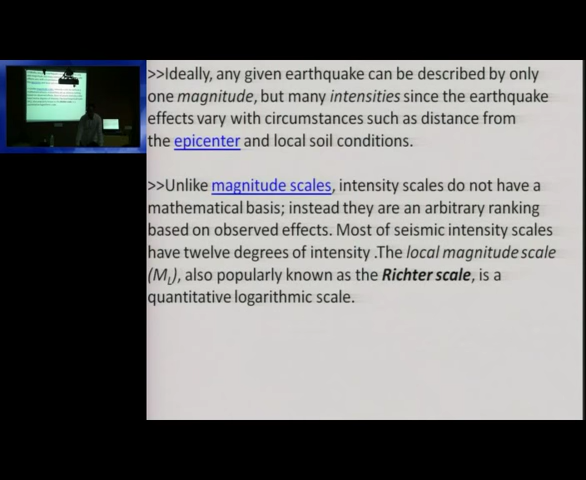 >>Ideally, any given earthquake can be described by only
one magnitude, but many intensities since the earthquake
effects vary with circumstances such as distance from
the epicenter and local soil conditions.
>>Unlike magnitude scales, intensity scales do not have a
mathematical basis; instead they are an arbitrary ranking
based on observed effects. Most of seismic intensity scales
have twelve degrees of intensity .The local magnitude scale
(ML), also popularly known as the Richter scale, is a
quantitative logarithmic scale.